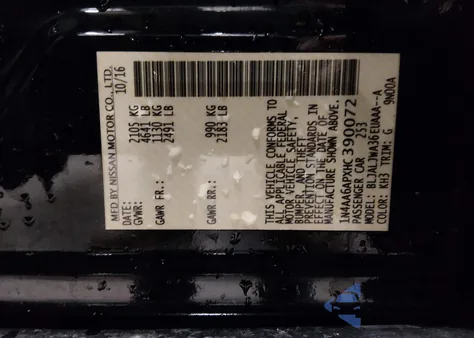 MFD BY NISSAN MOTOR CO., LTD.
DATE: 10/16
GVWR: 2105 KG
4641 LB
GAWR FR.: 1130 KG
2491 LB
GAWR RR.: 990 KG
2183 LB
THIS VEHICLE CONFORMS TO
ALL APPLICABLE FEDERAL
MOTOR VEHICLE SAFETY,
BUMPER, AND THEFT
PREVENTION STANDARDS IN
EFFECT ON THE DATE OF
MANUFACTURE SHOWN ABOVE.
1N4AA6APXHC390072
PASSENGER CAR 253
MODEL: BLJALJWA36EUAAA--A
COLOR: KH3 TRIM: G 9N00A